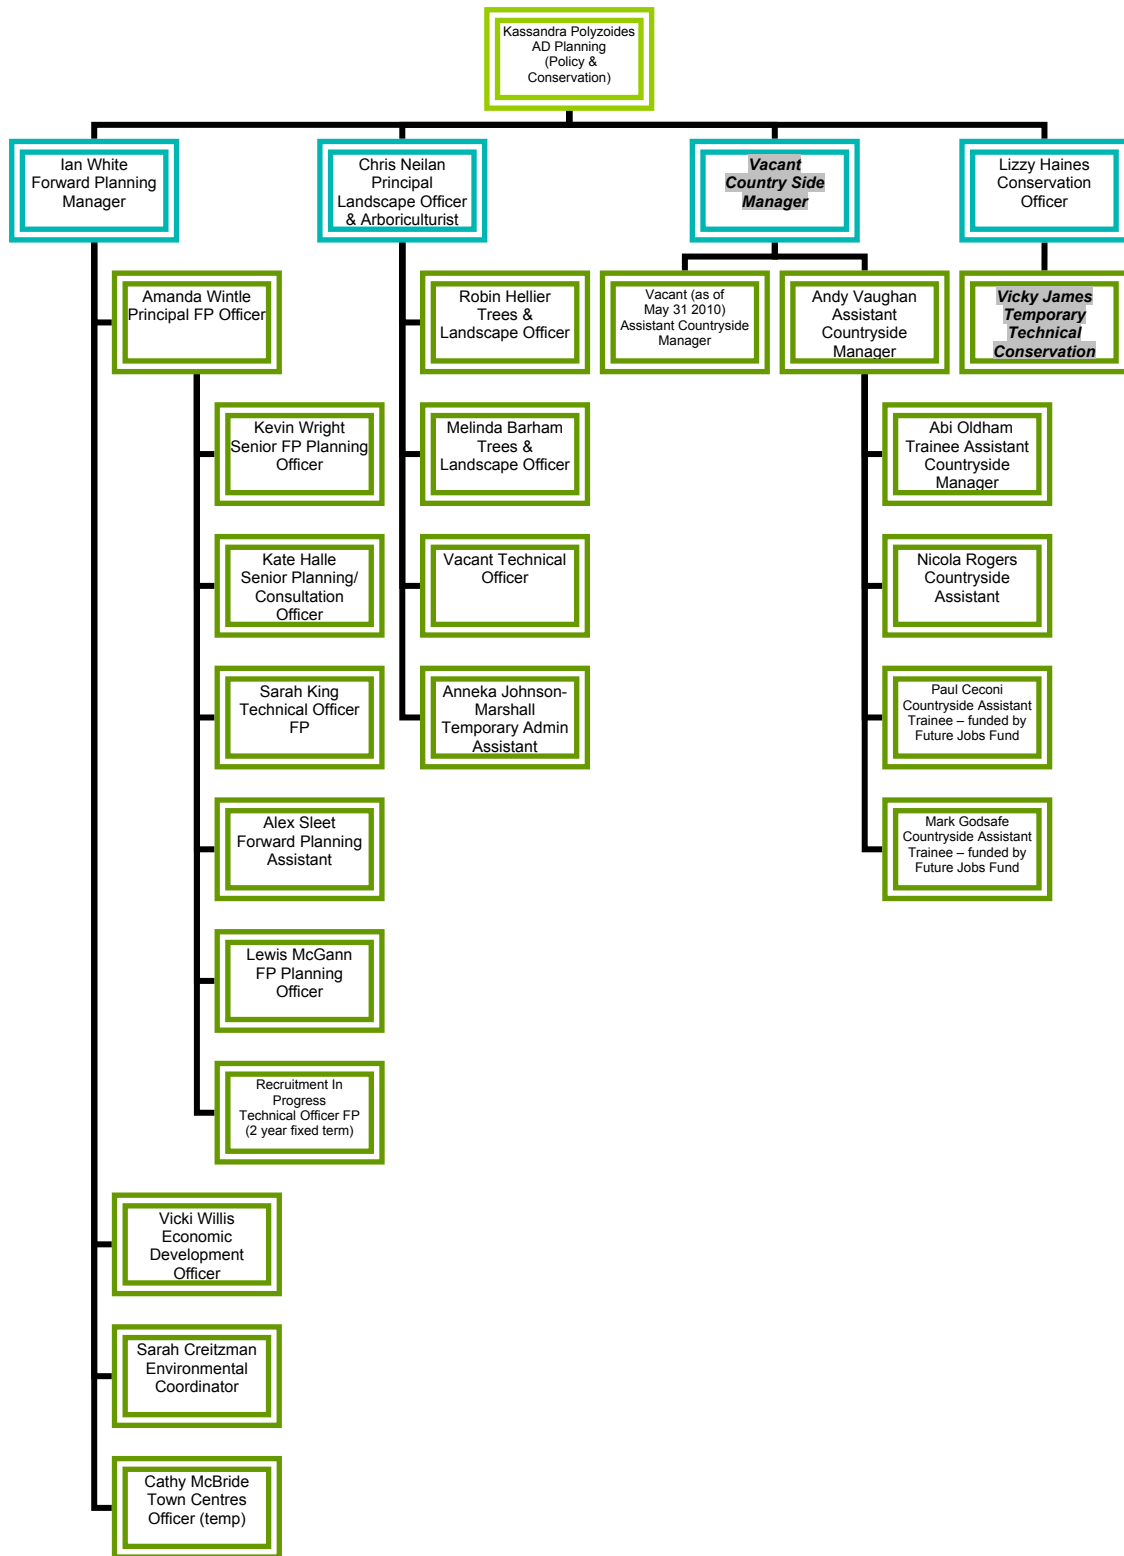 Kassandra Polyzoides
AD Planning
(Policy &
Conservation)
Ian White
Forward Planning
Manager
Chris Neilan
Principal
Landscape Officer
& Arboriculturist
Vacant
Country Side
Manager
Lizzy Haines
Conservation
Officer
Amanda Wintle
Principal FP Officer
Robin Hellier
Trees &
Landscape Officer
Vacant (as of
May 31 2010)
Assistant Countryside
Manager
Andy Vaughan
Assistant
Countryside
Manager
Vicky James
Temporary
Technical
Conservation
Kevin Wright
Senior FP Planning
Officer
Melinda Barham
Trees &
Landscape Officer
Abi Oldham
Trainee Assistant
Countryside
Manager
Kate Halle
Senior Planning/
Consultation
Officer
Vacant Technical
Officer
Nicola Rogers
Countryside
Assistant
Sarah King
Technical Officer
FP
Anneka Johnson-
Marshall
Temporary Admin
Assistant
Paul Ceconi
Countryside Assistant
Trainee – funded by
Future Jobs Fund
Alex Sleet
Forward Planning
Assistant
Mark Godsafe
Countryside Assistant
Trainee – funded by
Future Jobs Fund
Lewis McGann
FP Planning
Officer
Recruitment In
Progress
Technical Officer FP
(2 year fixed term)
Vicki Willis
Economic
Development
Officer
Sarah Creitzman
Environmental
Coordinator
Cathy McBride
Town Centres
Officer (temp)